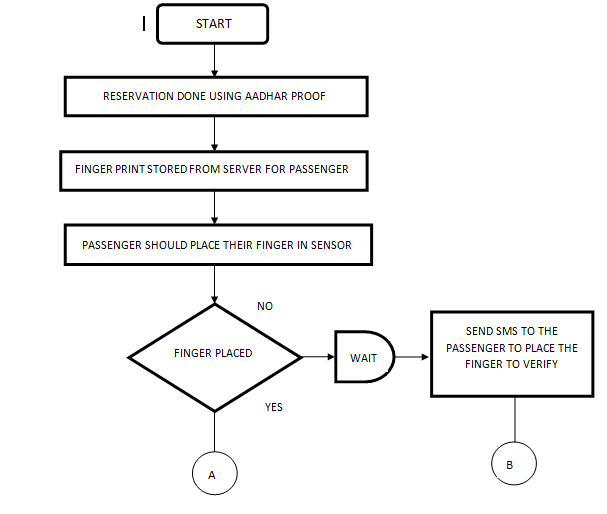 START
RESERVATION DONE USING AADHAR PROOF
FINGER PRINT STORED FROM SERVER FOR PASSENGER
PASSENGER SHOULD PLACE THEIR FINGER IN SENSOR
NO
FINGER PLACED
WAIT
SEND SMS TO THE
PASSENGER TO PLACE THE
FINGER TO VERIFY
YES
A
B